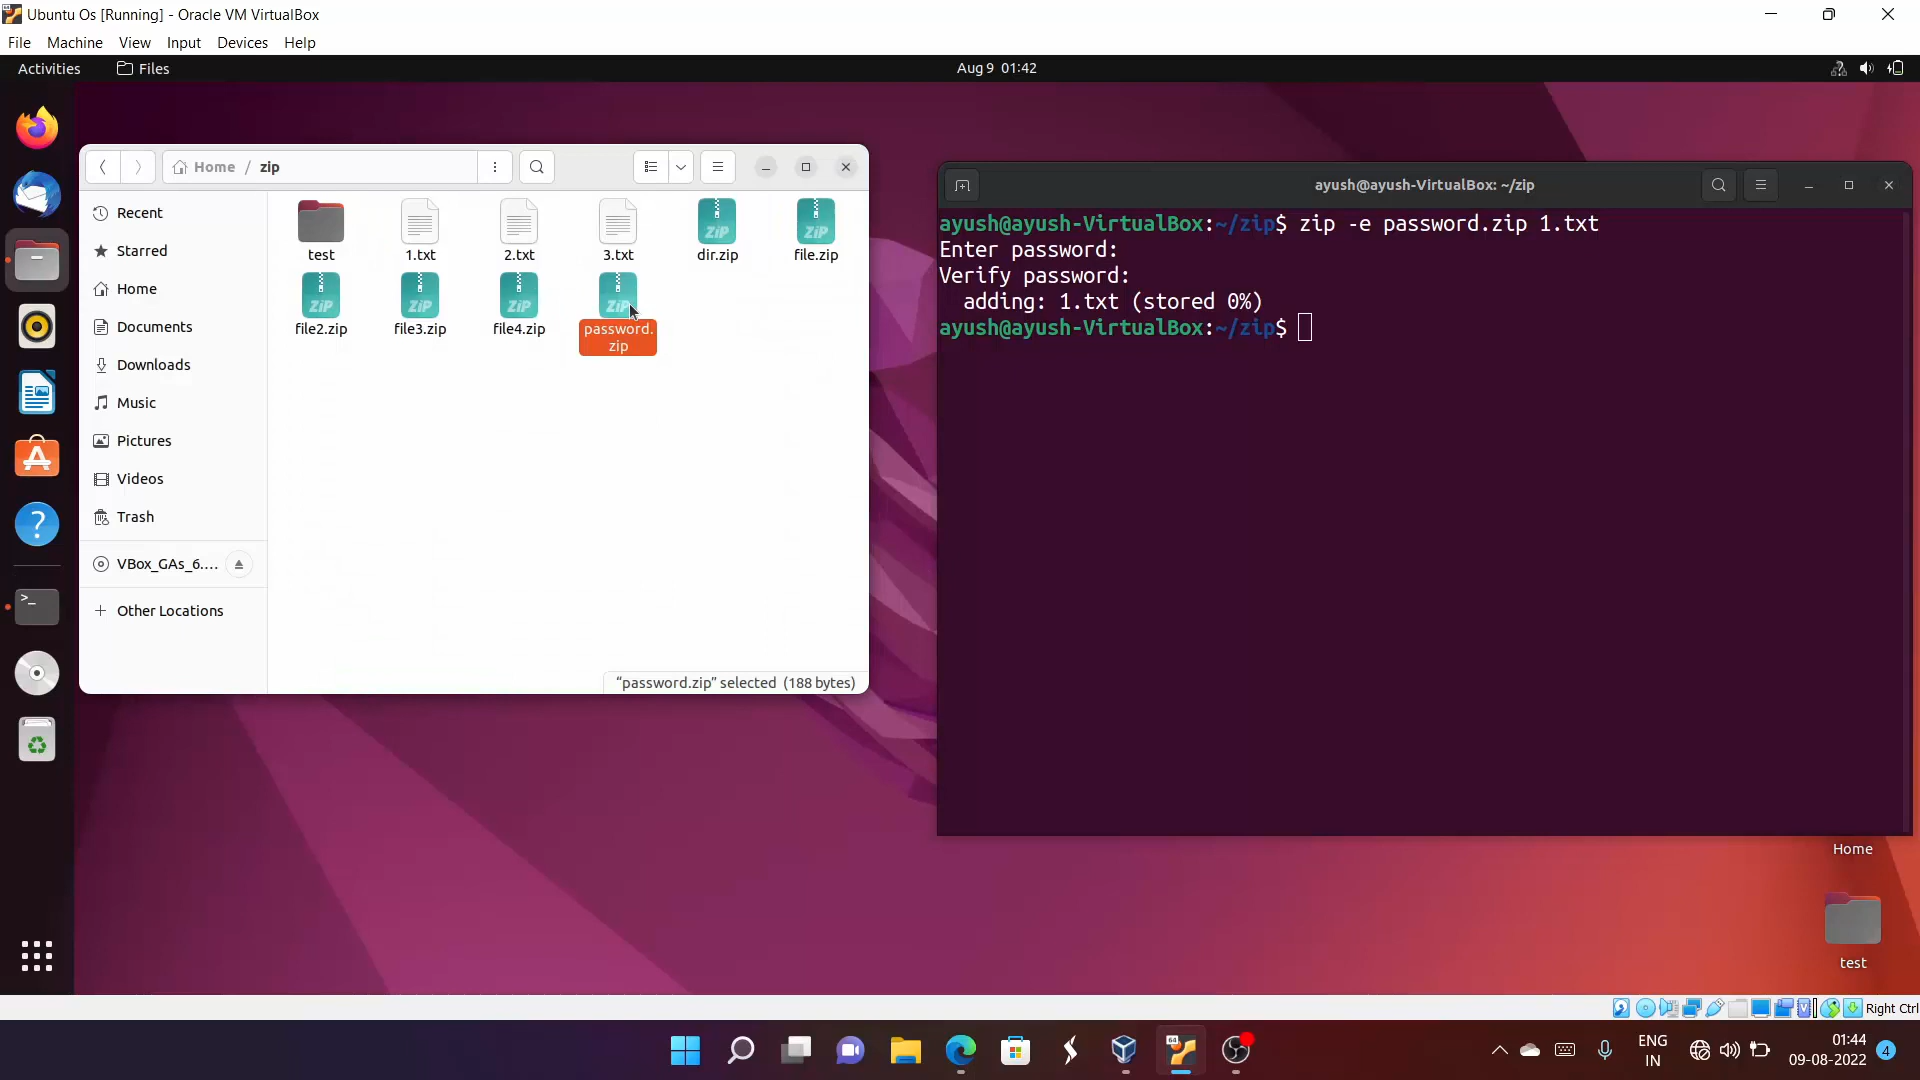 Ubuntu Os [Running] - Oracle VM VirtualBox
File Machine View Input Devices Help
Activities Files Aug 9 01:42
Home / zip
Recent
Starred
Home
Documents
Downloads
Music
Pictures
Videos
Trash
VBox_GAs_6....
Other Locations
test 1.txt 2.txt 3.txt dir.zip file.zip
file2.zip file3.zip file4.zip password.
zip
“password.zip” selected (188 bytes)
ayush@ayush-VirtualBox: ~/zip
ayush@ayush-VirtualBox:~/zip$ zip -e password.zip 1.txt
Enter password:
Verify password:
adding: 1.txt (stored 0%)
ayush@ayush-VirtualBox:~/zip$
Home
test
Right Ctrl
ENG
IN
01:44
09-08-2022
4